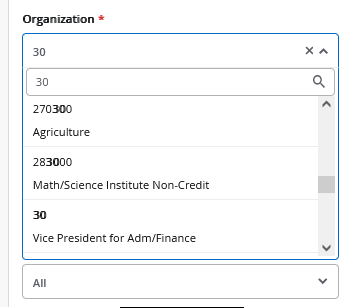 Organization *
30
30
270300
Agriculture
283000
Math/Science Institute Non-Credit
30
Vice President for Adm/Finance
All